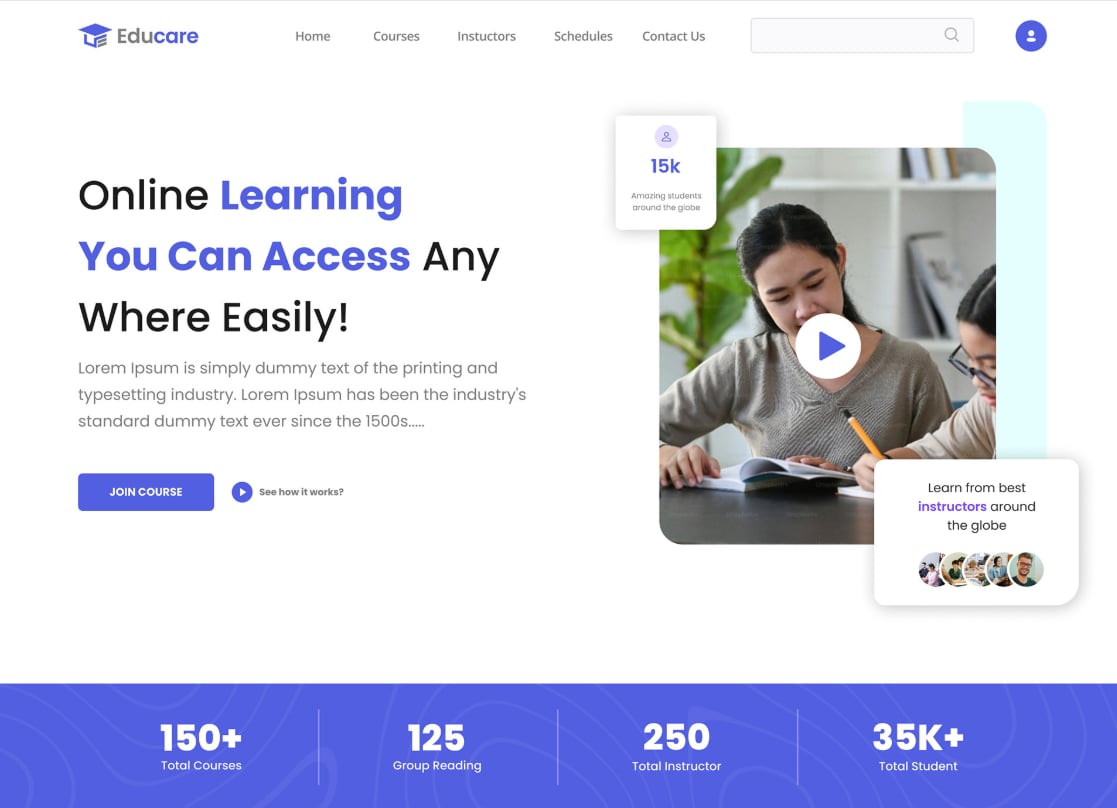 Educare
Home Courses Instuctors Schedules Contact Us
15k
Amazing students
around the globe
Online Learning
You Can Access Any
Where Easily!
Lorem Ipsum is simply dummy text of the printing and
typesetting industry. Lorem Ipsum has been the industry's
standard dummy text ever since the 1500s.....
JOIN COURSE
See how it works?
Learn from best
instructors around
the globe
150+ 125 250 35K+
Total Courses Group Reading Total Instructor Total Student